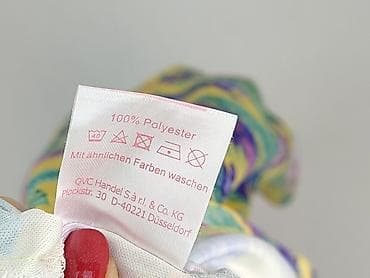 100% Polyester
Mit ähnlichen Farben waschen
QVC Handel S.à r.l. & Co. KG
Plockstr. 30 D-40221 Düsseldorf